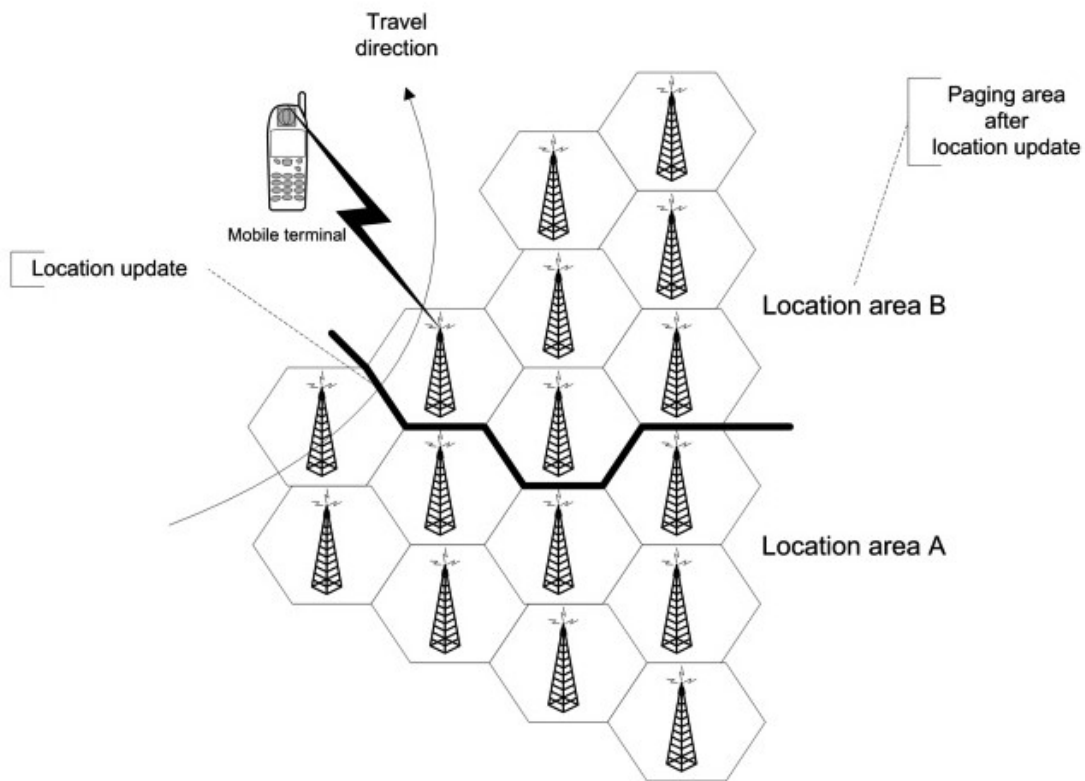 Travel
direction
Paging area
after
location update
Mobile terminal
Location update
Location area B
Location area A